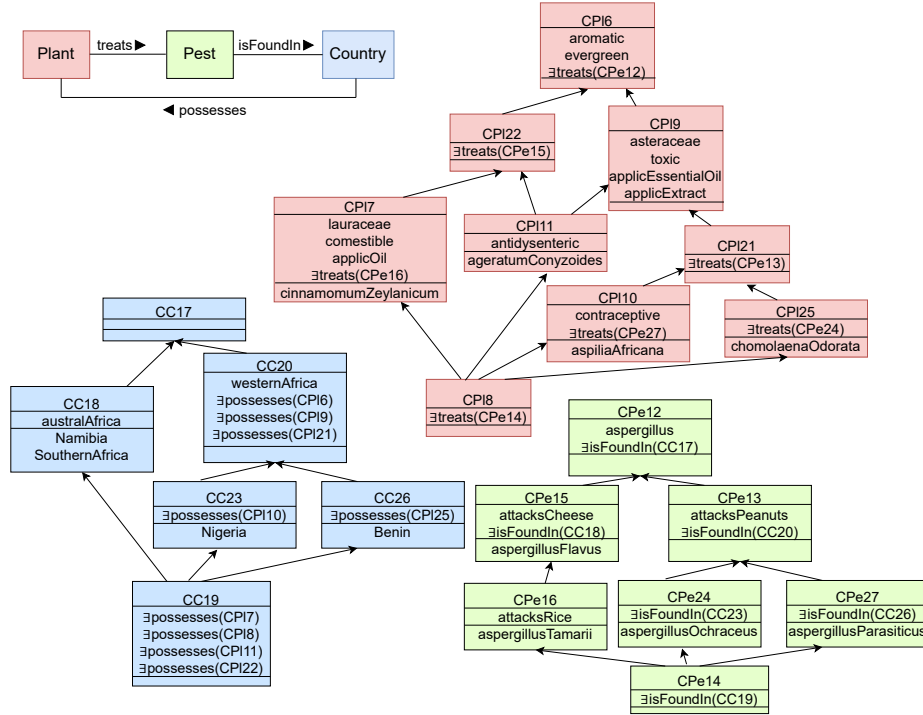 Plant
treats ▶
Pest
isFoundIn ▶
Country
◀ possesses
CPl6
aromatic
evergreen
∃treats(CPe12)
CPl22
∃treats(CPe15)
CPl9
asteraceae
toxic
applicEssentialOil
applicExtract
CPl7
lauraceae
comestible
applicOil
∃treats(CPe16)
cinnamomumZeylanicum
CPl11
antidysenteric
ageratumConyzoides
CPl21
∃treats(CPe13)
CPl10
contraceptive
∃treats(CPe27)
aspiliaAfricana
CPl25
∃treats(CPe24)
chomolaenaOdorata
CPl8
∃treats(CPe14)
CC17
CC20
westernAfrica
∃possesses(CPl6)
∃possesses(CPl9)
∃possesses(CPl21)
CC18
australAfrica
Namibia
SouthernAfrica
CC23
∃possesses(CPl10)
Nigeria
CC26
∃possesses(CPl25)
Benin
CC19
∃possesses(CPl7)
∃possesses(CPl8)
∃possesses(CPl11)
∃possesses(CPl22)
CPe12
aspergillus
∃isFoundIn(CC17)
CPe15
attacksCheese
∃isFoundIn(CC18)
aspergillusFlavus
CPe13
attacksPeanuts
∃isFoundIn(CC20)
CPe16
attacksRice
aspergillusTamarii
CPe24
∃isFoundIn(CC23)
aspergillusOchraceus
CPe27
∃isFoundIn(CC26)
aspergillusParasiticus
CPe14
∃isFoundIn(CC19)